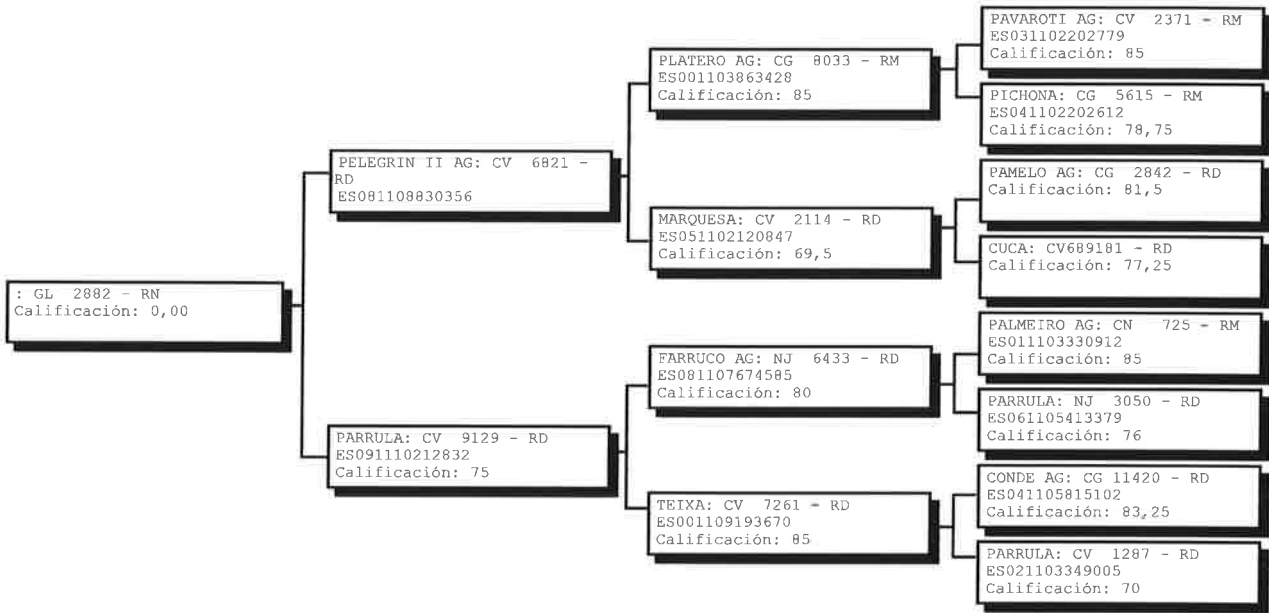 : GL 2882 - RN
Calificación: 0,00
PELEGRIN II AG: CV 6821 -
RD
ES081108830356
PARRULA: CV 9129 - RD
ES091110212832
Calificación: 75
PLATERO AG: CG 8033 - RM
ES001103863428
Calificación: 85
MARQUESA: CV 2114 - RD
ES051102120847
Calificación: 69,5
FARRUCO AG: NJ 6433 - RD
ES081107674585
Calificación: 80
TEIXA: CV 7261 - RD
ES001109193670
Calificación: 85
PAVAROTI AG: CV 2371 - RM
ES031102202779
Calificación: 85
PICHONA: CG 5615 - RM
ES041102202612
Calificación: 78,75
PAMELO AG: CG 2842 - RD
Calificación: 81,5
CUCA: CV689181 - RD
Calificación: 77,25
PALMEIRO AG: CN 725 - RM
ES011103330912
Calificación: 85
PARRULA: NJ 3050 - RD
ES061105413379
Calificación: 76
CONDE AG: CG 11420 - RD
ES041105815102
Calificación: 83,25
PARRULA: CV 1287 - RD
ES021103349005
Calificación: 70